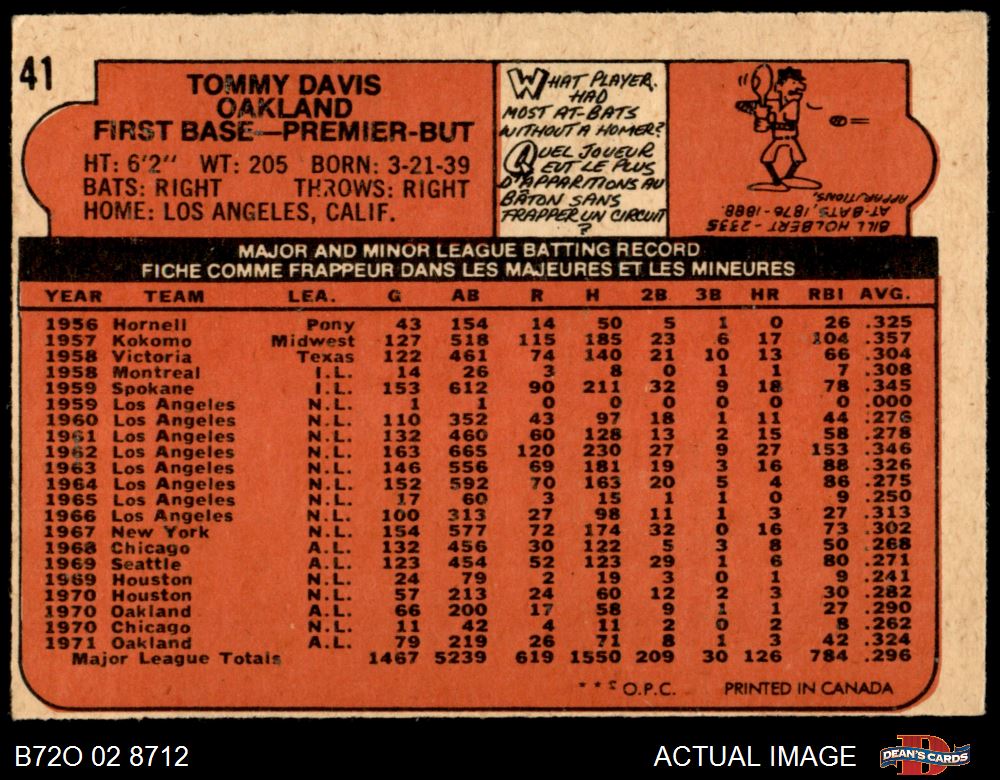 41
TOMMY DAVIS
OAKLAND
FIRST BASE—PREMIER-BUT
HT: 6'2" WT: 205 BORN: 3-21-39
BATS: RIGHT THROWS: RIGHT
HOME: LOS ANGELES, CALIF.
WHAT PLAYER
HAD
MOST AT-BATS
WITHOUT A HOMER?
QUEL JOUEUR
EUT LE PLUS
D'APPARITIONS AU
BÂTON SANS
FRAPPER UN CIRCUIT
?
BILL HOLBERT - 2335
AT-BATS, 1876-1888.
APPARITIONS,
MAJOR AND MINOR LEAGUE BATTING RECORD
FICHE COMME FRAPPEUR DANS LES MAJEURES ET LES MINEURES
YEAR TEAM LEA. G AB R H 2B 3B HR RBI AVG.
1956 Hornell Pony 43 154 14 50 5 1 0 26 .325
1957 Kokomo Midwest 127 518 115 185 23 6 17 104 .357
1958 Victoria Texas 122 461 74 140 21 10 13 66 .304
1958 Montreal I.L. 14 26 3 8 0 1 1 7 .308
1959 Spokane I.L. 153 612 90 211 32 9 18 78 .345
1959 Los Angeles N.L. 1 1 0 0 0 0 0 0 .000
1960 Los Angeles N.L. 110 352 43 97 18 1 11 44 .276
1961 Los Angeles N.L. 132 460 60 128 13 2 15 58 .278
1962 Los Angeles N.L. 163 665 120 230 27 9 27 153 .346
1963 Los Angeles N.L. 146 556 69 181 19 3 16 88 .326
1964 Los Angeles N.L. 152 592 70 163 20 5 4 86 .275
1965 Los Angeles N.L. 17 60 3 15 1 1 0 9 .250
1966 Los Angeles N.L. 100 313 27 98 11 1 3 27 .313
1967 New York N.L. 154 577 72 174 32 0 16 73 .302
1968 Chicago A.L. 132 456 30 122 5 3 8 50 .268
1969 Seattle A.L. 123 454 52 123 29 1 6 80 .271
1969 Houston N.L. 24 79 2 19 3 0 1 9 .241
1970 Houston N.L. 57 213 24 60 12 2 3 30 .282
1970 Oakland A.L. 66 200 17 58 9 1 1 27 .290
1970 Chicago N.L. 11 42 4 11 2 0 2 8 .262
1971 Oakland A.L. 79 219 26 71 8 1 3 42 .324
Major League Totals 1467 5239 619 1550 209 30 126 784 .296
O.P.C. PRINTED IN CANADA
B72O 02 8712 ACTUAL IMAGE DEAN'S CARDS